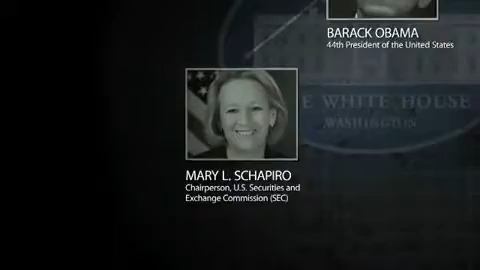 BARACK OBAMA
44th President of the United States
E WHITE HOUSE
WASHINGTON
MARY L. SCHAPIRO
Chairperson, U.S. Securities and
Exchange Commission (SEC)